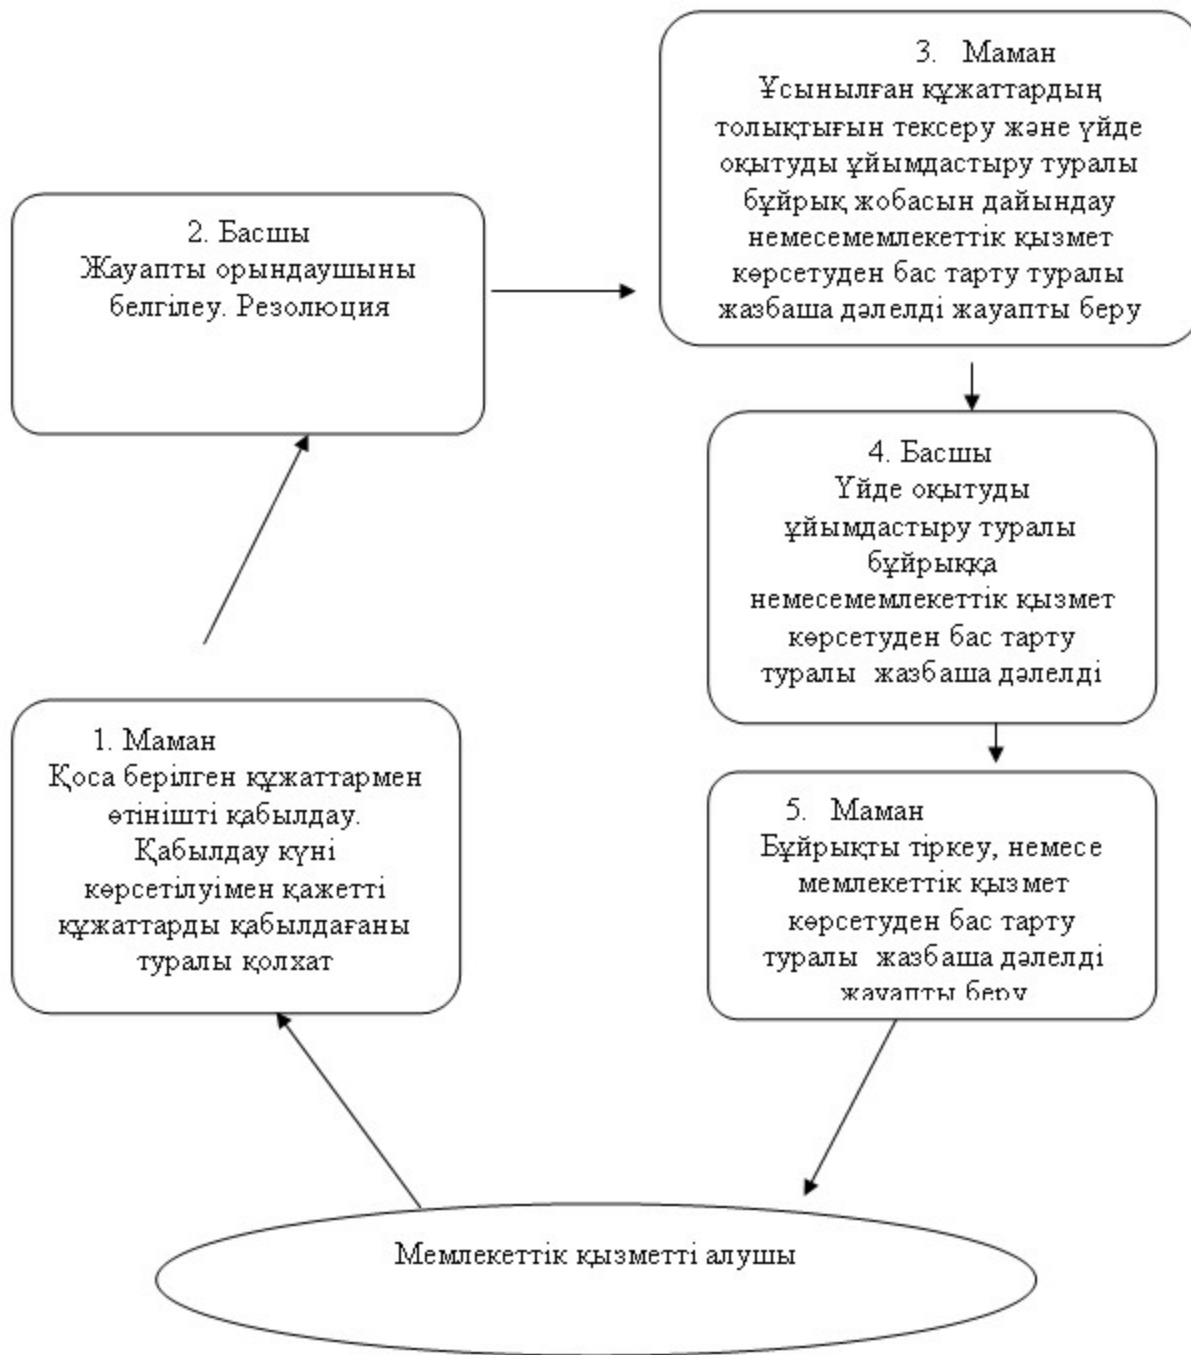 3. Маман
Ұсынылған құжаттардың
толықтығын тексеру және үйде
оқытуды ұйымдастыру туралы
бұйрық жобасын дайындау
немесемемлекеттік қызмет
көрсетуден бас тарту туралы
жазбаша дәлелді жауапты беру
2. Басшы
Жауапты орындаушыны
белгілеу. Резолюция
4. Басшы
Үйде оқытуды
ұйымдастыру туралы
бұйрыққа
немесемемлекеттік қызмет
көрсетуден бас тарту
туралы жазбаша дәлелді
1. Маман
Қоса берілген құжаттармен
өтінішті қабылдау.
Қабылдау күні
көрсетілуімен қажетті
құжаттарды қабылдағаны
туралы қолхат
5. Маман
Бұйрықты тіркеу, немесе
мемлекеттік қызмет
көрсетуден бас тарту
туралы жазбаша дәлелді
жауапты беру
Мемлекеттік қызметті алушы